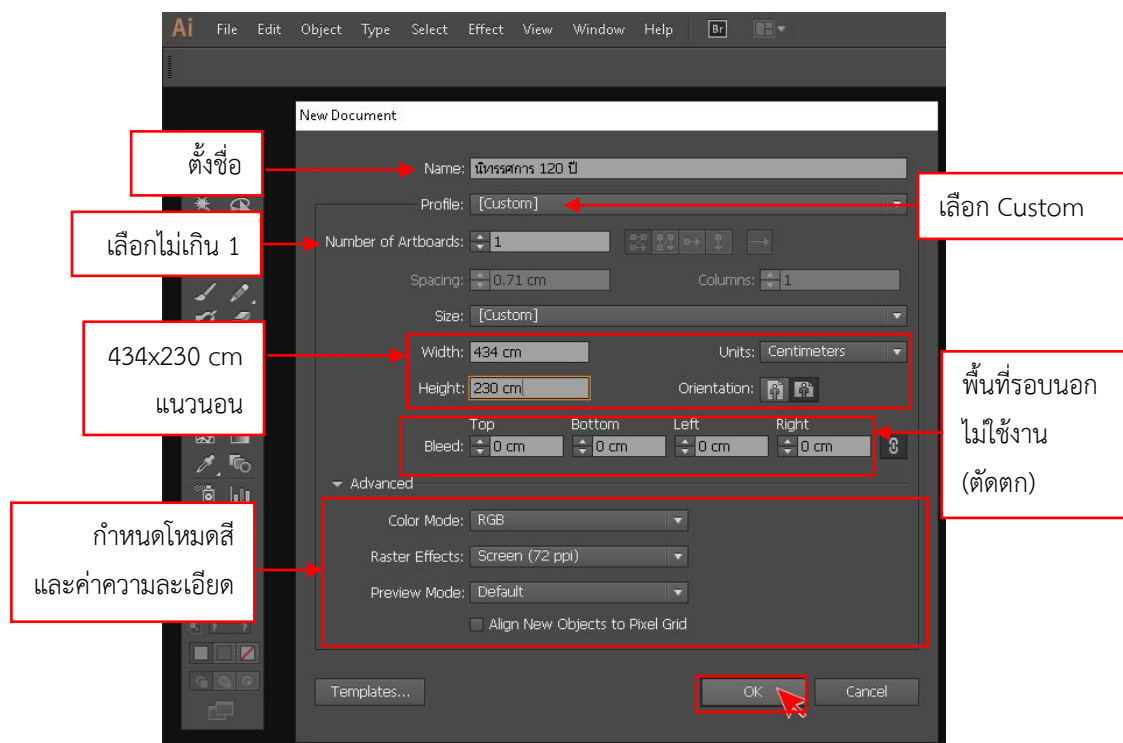 Ai File Edit Object Type Select Effect View Window Help Br
New Document
ตั้งชื่อ
Name: นิทรรศการ 120 ปี
Profile: [Custom]
เลือก Custom
เลือกไม่เกิน 1
Number of Artboards: 1
Spacing: 0.71 cm Columns: 1
Size: [Custom]
434x230 cm
แนวนอน
Width: 434 cm Units: Centimeters
Height: 230 cm Orientation:
พื้นที่รอบนอก
ไม่ใช้งาน
(ตัดตก)
Top Bottom Left Right
Bleed: 0 cm 0 cm 0 cm 0 cm
Advanced
กำหนดโหมดสี
และค่าความละเอียด
Color Mode: RGB
Raster Effects: Screen (72 ppi)
Preview Mode: Default
Align New Objects to Pixel Grid
Templates... OK Cancel